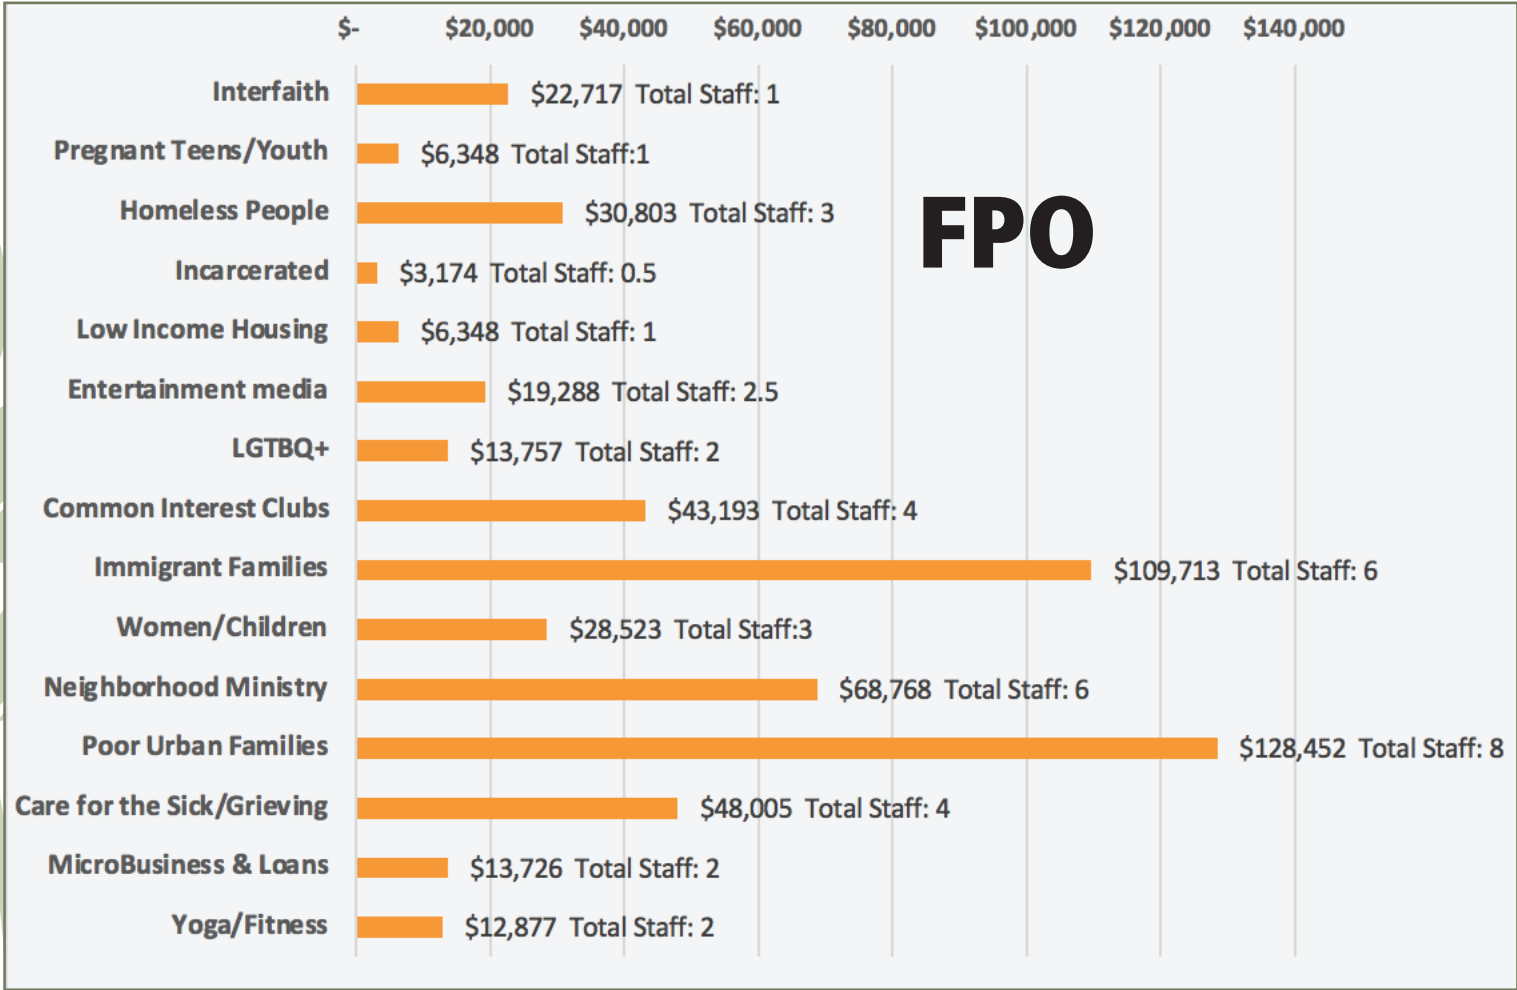 $- $20,000 $40,000 $60,000 $80,000 $100,000 $120,000 $140,000
Interfaith $22,717 Total Staff: 1
Pregnant Teens/Youth $6,348 Total Staff:1
Homeless People $30,803 Total Staff: 3
FPO
Incarcerated $3,174 Total Staff: 0.5
Low Income Housing $6,348 Total Staff: 1
Entertainment media $19,288 Total Staff: 2.5
LGTBQ+ $13,757 Total Staff: 2
Common Interest Clubs $43,193 Total Staff: 4
Immigrant Families $109,713 Total Staff: 6
Women/Children $28,523 Total Staff:3
Neighborhood Ministry $68,768 Total Staff: 6
Poor Urban Families $128,452 Total Staff: 8
Care for the Sick/Grieving $48,005 Total Staff: 4
MicroBusiness & Loans $13,726 Total Staff: 2
Yoga/Fitness $12,877 Total Staff: 2